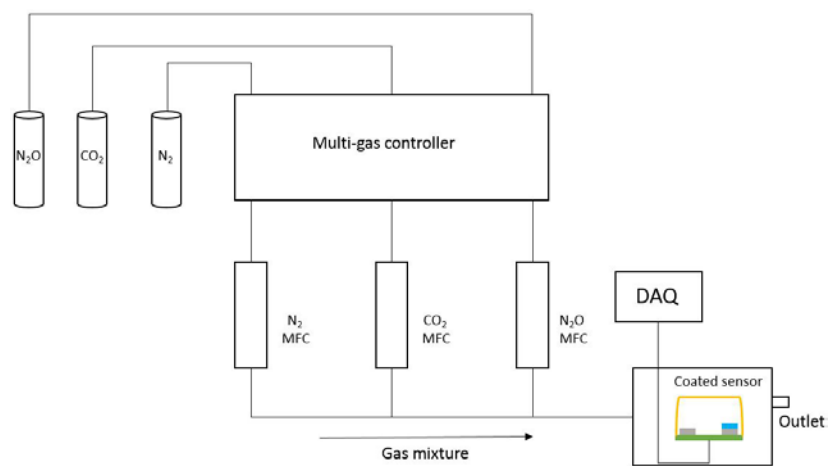 Multi-gas controller
N₂O
CO₂
N₂
N₂
MFC
CO₂
MFC
N₂O
MFC
DAQ
Coated sensor
Outlet
Gas mixture